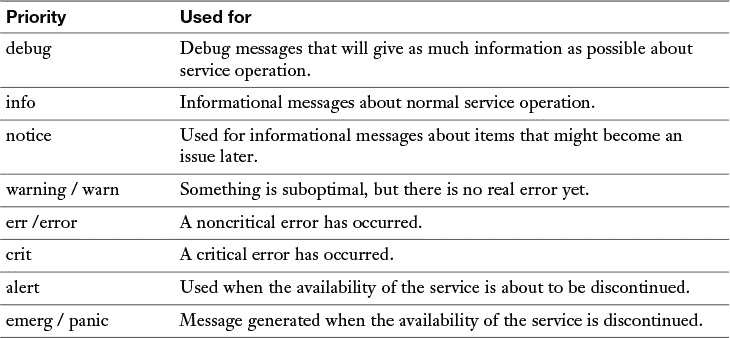 Priority Used for
debug Debug messages that will give as much information as possible about
service operation.
info Informational messages about normal service operation.
notice Used for informational messages about items that might become an
issue later.
warning / warn Something is suboptimal, but there is no real error yet.
err /error A noncritical error has occurred.
crit A critical error has occurred.
alert Used when the availability of the service is about to be discontinued.
emerg / panic Message generated when the availability of the service is discontinued.